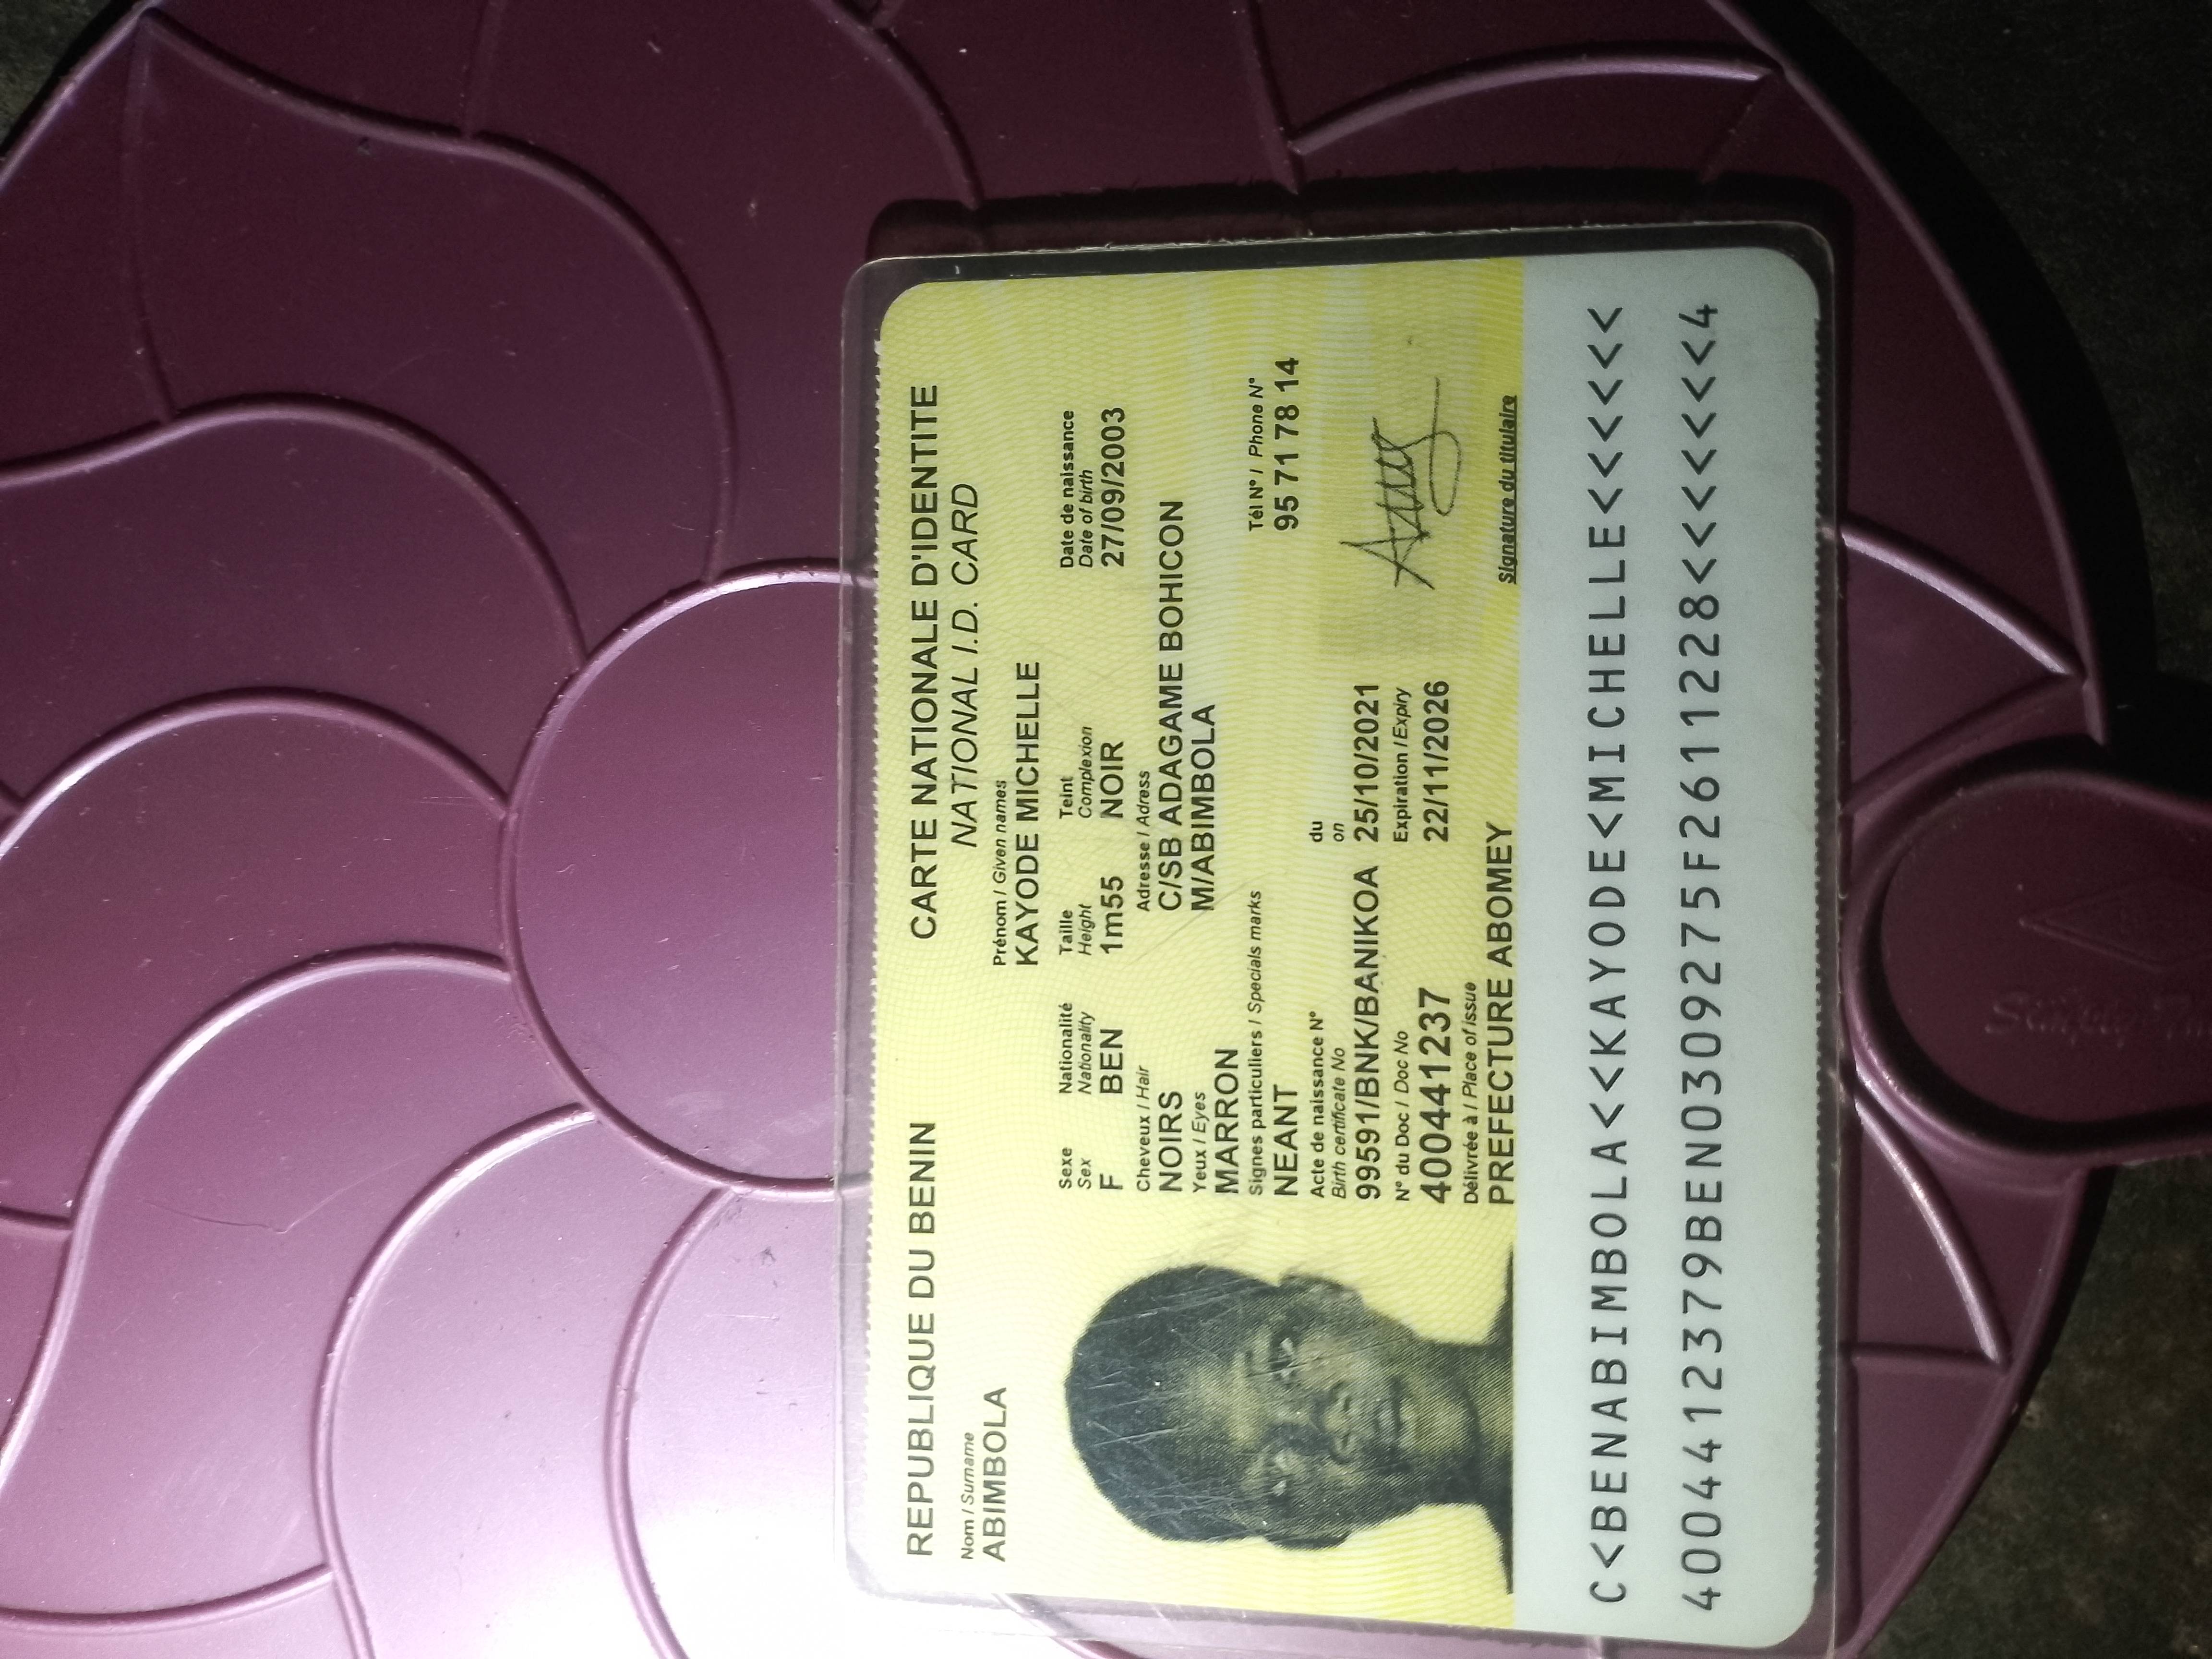 REPUBLIQUE DU BENIN CARTE NATIONALE D'IDENTITE
NATIONAL I.D. CARD
Nom / Surname
ABIMBOLA
Prénom / Given names
KAYODE MICHELLE
Sexe Nationalité Taille Teint Date de naissance
Sex Nationality Height Complexion Date of birth
F BEN 1m55 NOIR 27/09/2003
Cheveux / Hair Adresse / Adress
NOIRS C/SB ADAGAME BOHICON
Yeux / Eyes M/ABIMBOLA
MARRON
Signes particuliers / Specials marks Tél N° / Phone N°
NEANT 95 71 78 14
Acte de naissance N° du
Birth certificate No on
99591/BNK/BANIKOA 25/10/2021
N° du Doc / Doc No Expiration / Expiry
400441237 22/11/2026
Délivrée à / Place of issue
PREFECTURE ABOMEY
Signature du titulaire
C<BENABIMBOLA<<KAYODE<MICHELLE<<<<<<
4004412379BEN0309275F2611228<<<<<<<4